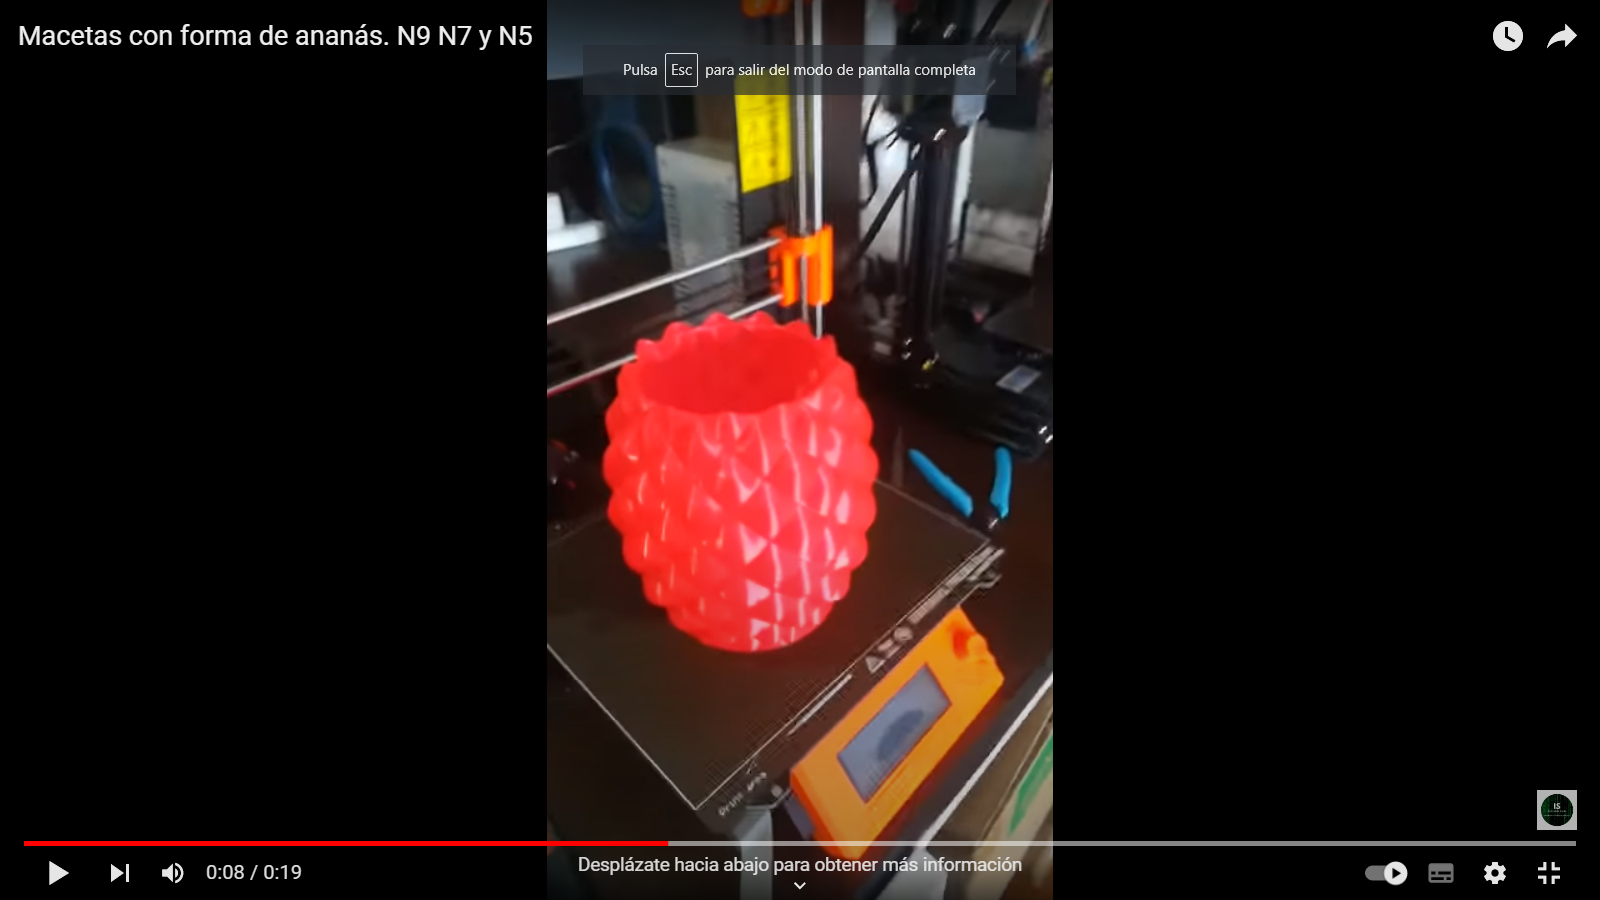 Macetas con forma de ananás. N9 N7 y N5
Pulsa Esc para salir del modo de pantalla completa
IS
0:08 / 0:19
Desplázate hacia abajo para obtener más información